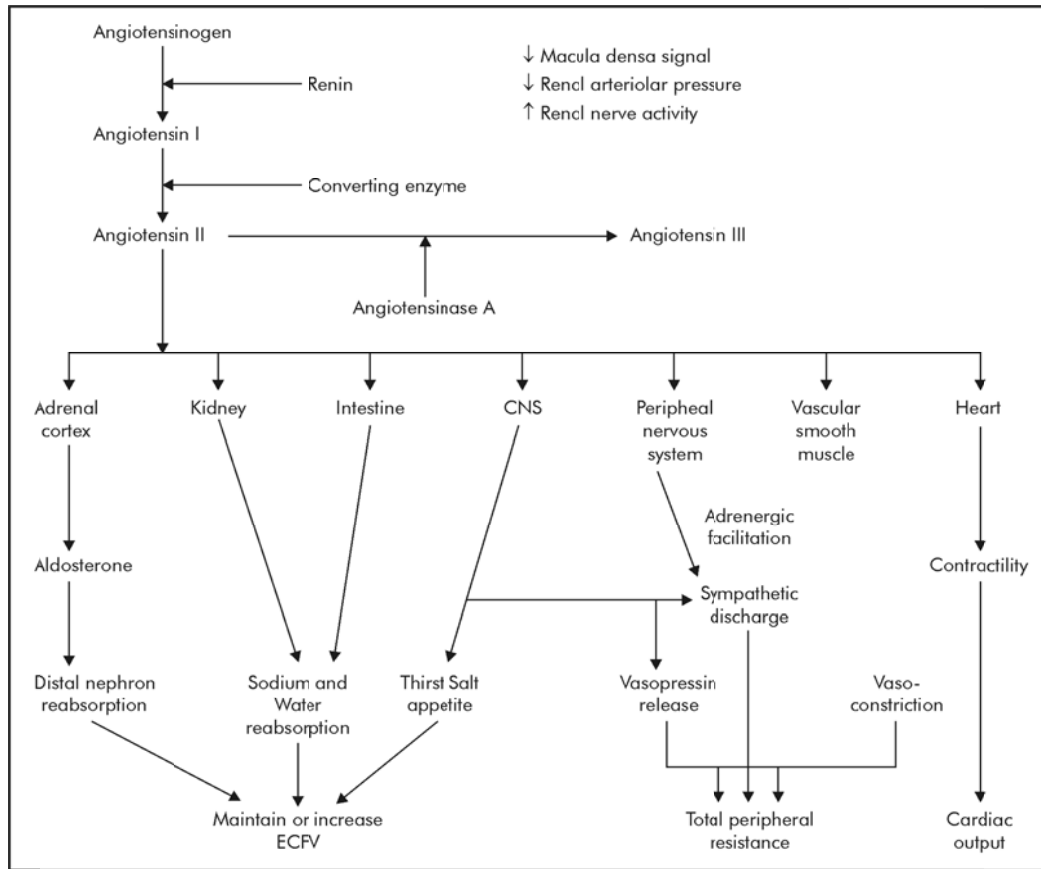 Angiotensinogen
↓ Macula densa signal
Renin
↓ Rencl arteriolar pressure
↑ Rencl nerve activity
Angiotensin I
Converting enzyme
Angiotensin II
Angiotensin III
Angiotensinase A
Adrenal
cortex
Kidney
Intestine
CNS
Peripheal
nervous
system
Vascular
smooth
muscle
Heart
Adrenergic
facilitation
Aldosterone
Contractility
Sympathetic
discharge
Distal nephron
reabsorption
Sodium and
Water
reabsorption
Thirst Salt
appetite
Vasopressin
release
Vaso-
constriction
Maintain or increase
ECFV
Total peripheral
resistance
Cardiac
output